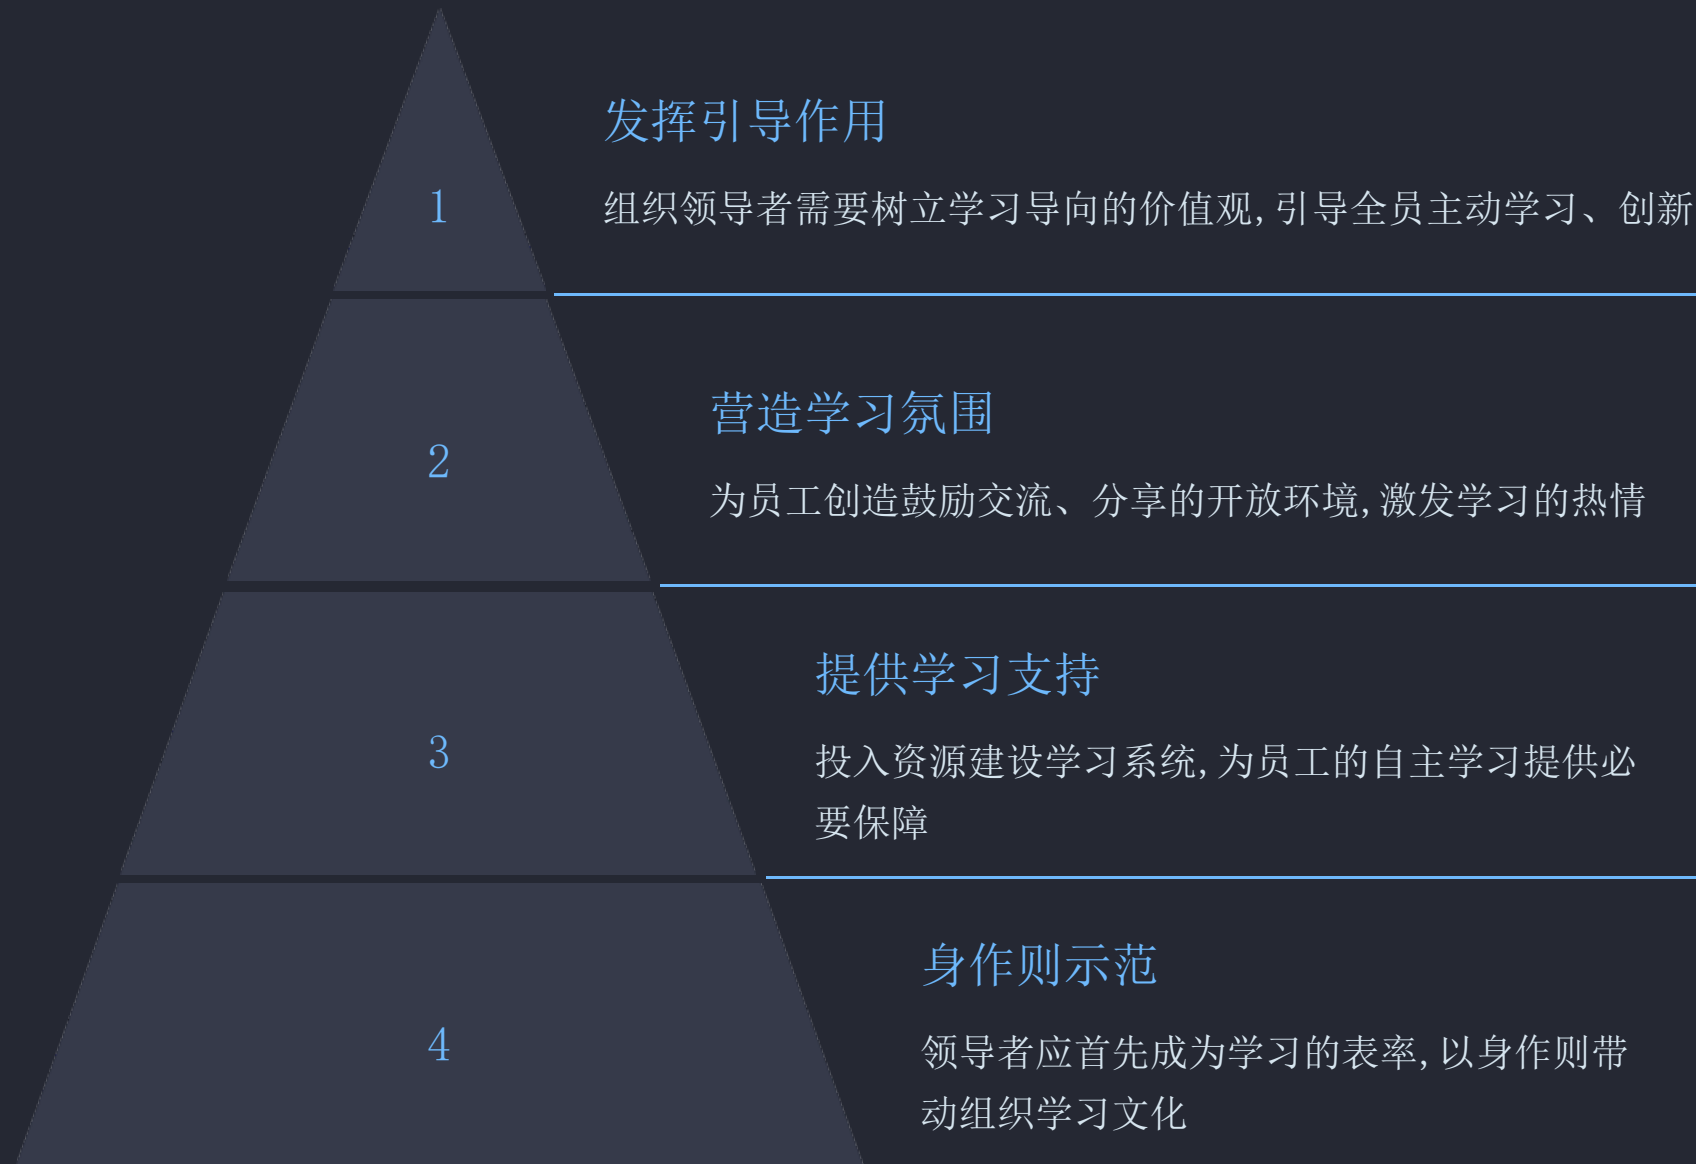 发挥引导作用
1
组织领导者需要树立学习导向的价值观,引导全员主动学习、创新
营造学习氛围
2
为员工创造鼓励交流、分享的开放环境,激发学习的热情
提供学习支持
3
投入资源建设学习系统,为员工的自主学习提供必
要保障
身作则示范
4
领导者应首先成为学习的表率,以身作则带
动组织学习文化